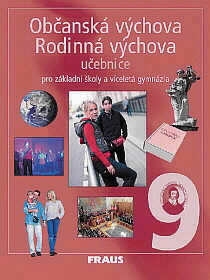 Občanská výchova
Rodinná výchova
učebnice
pro základní školy a víceletá gymnázia
9
FRAUS